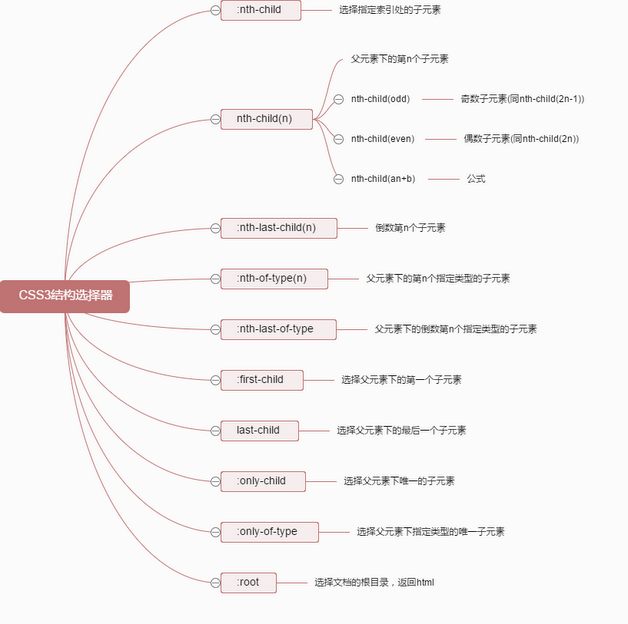 :nth-child
选择指定索引处的子元素
父元素下的第n个子元素
nth-child(odd)
奇数子元素(同nth-child(2n-1))
nth-child(n)
nth-child(even)
偶数子元素(同nth-child(2n))
nth-child(an+b)
公式
:nth-last-child(n)
倒数第n个子元素
:nth-of-type(n)
父元素下的第n个指定类型的子元素
CSS3结构选择器
:nth-last-of-type
父元素下的倒数第n个指定类型的子元素
:first-child
选择父元素下的第一个子元素
last-child
选择父元素下的最后一个子元素
:only-child
选择父元素下唯一的子元素
:only-of-type
选择父元素下指定类型的唯一子元素
:root
选择文档的根目录，返回html